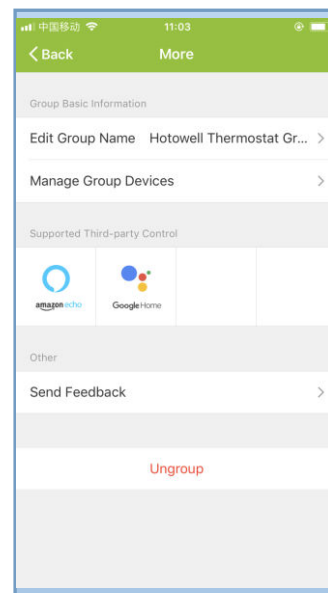 中国移动 11:03
Back More
Group Basic Information
Edit Group Name Hotowell Thermostat Gr...
Manage Group Devices
Supported Third-party Control
amazon echo Google Home
Other
Send Feedback
Ungroup